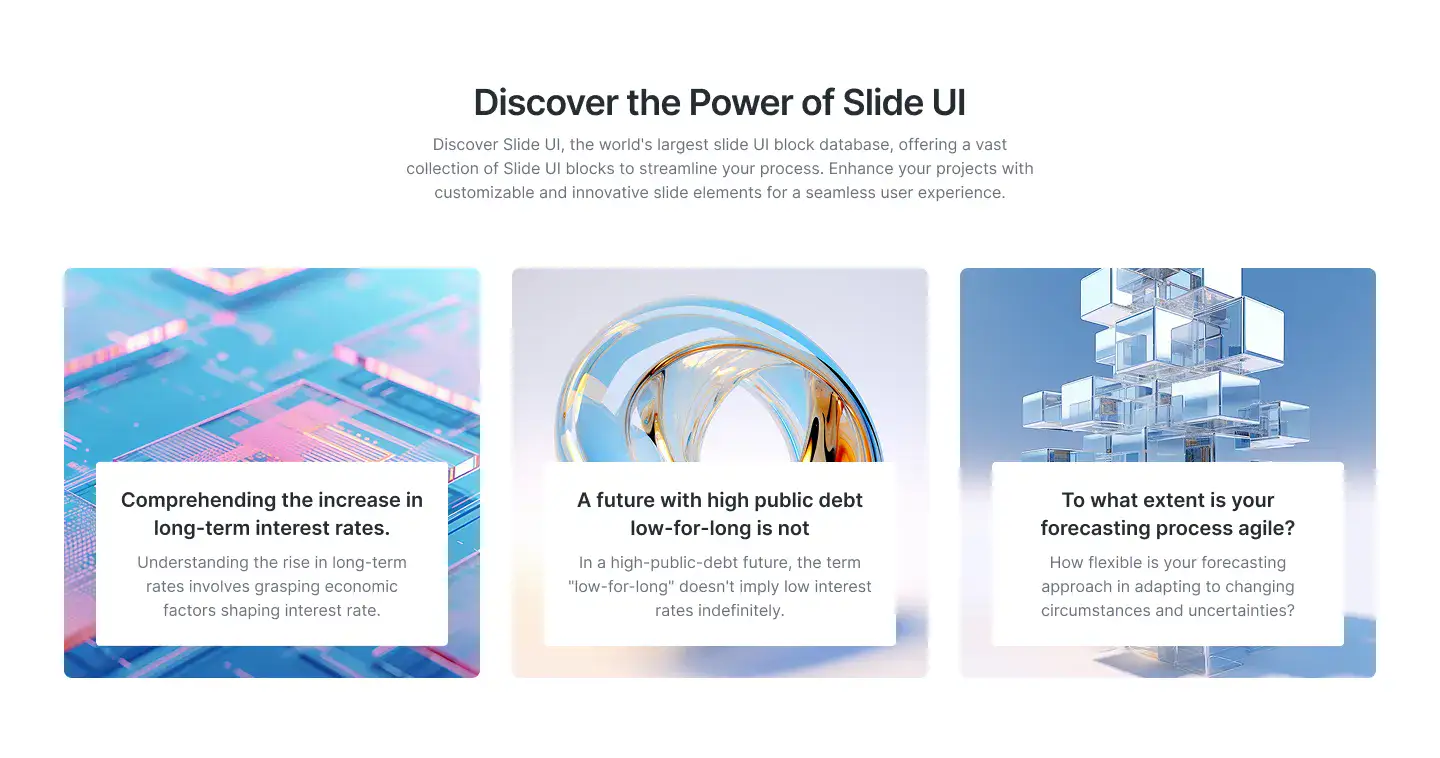 Discover the Power of Slide UI
Discover Slide UI, the world's largest slide UI block database, offering a vast
collection of Slide UI blocks to streamline your process. Enhance your projects with
customizable and innovative slide elements for a seamless user experience.
Comprehending the increase in
long-term interest rates.
Understanding the rise in long-term
rates involves grasping economic
factors shaping interest rate.
A future with high public debt
low-for-long is not
In a high-public-debt future, the term
"low-for-long" doesn't imply low interest
rates indefinitely.
To what extent is your
forecasting process agile?
How flexible is your forecasting
approach in adapting to changing
circumstances and uncertainties?